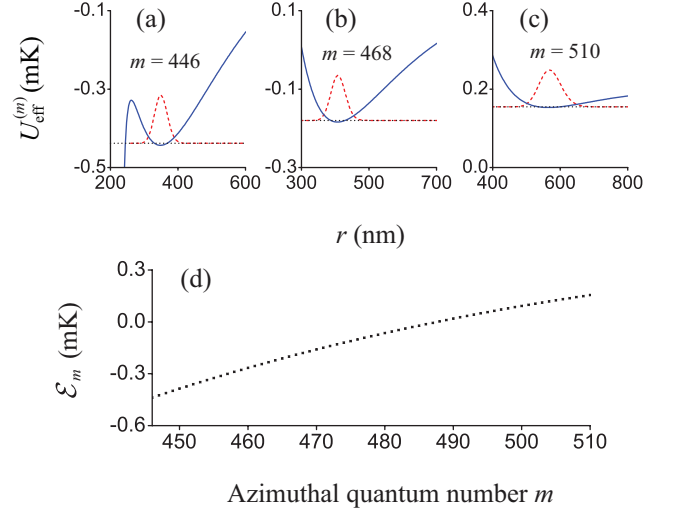 (a)
m = 446
-0.1
-0.3
-0.5
200 400 600
U_eff^(m) (mK)
(b)
m = 468
0.1
-0.1
-0.3
300 500 700
(c)
m = 510
0.4
0.2
0.0
400 600 800
r (nm)
(d)
0.3
0.0
-0.3
-0.6
ℰ_m (mK)
450 460 470 480 490 500 510
Azimuthal quantum number m